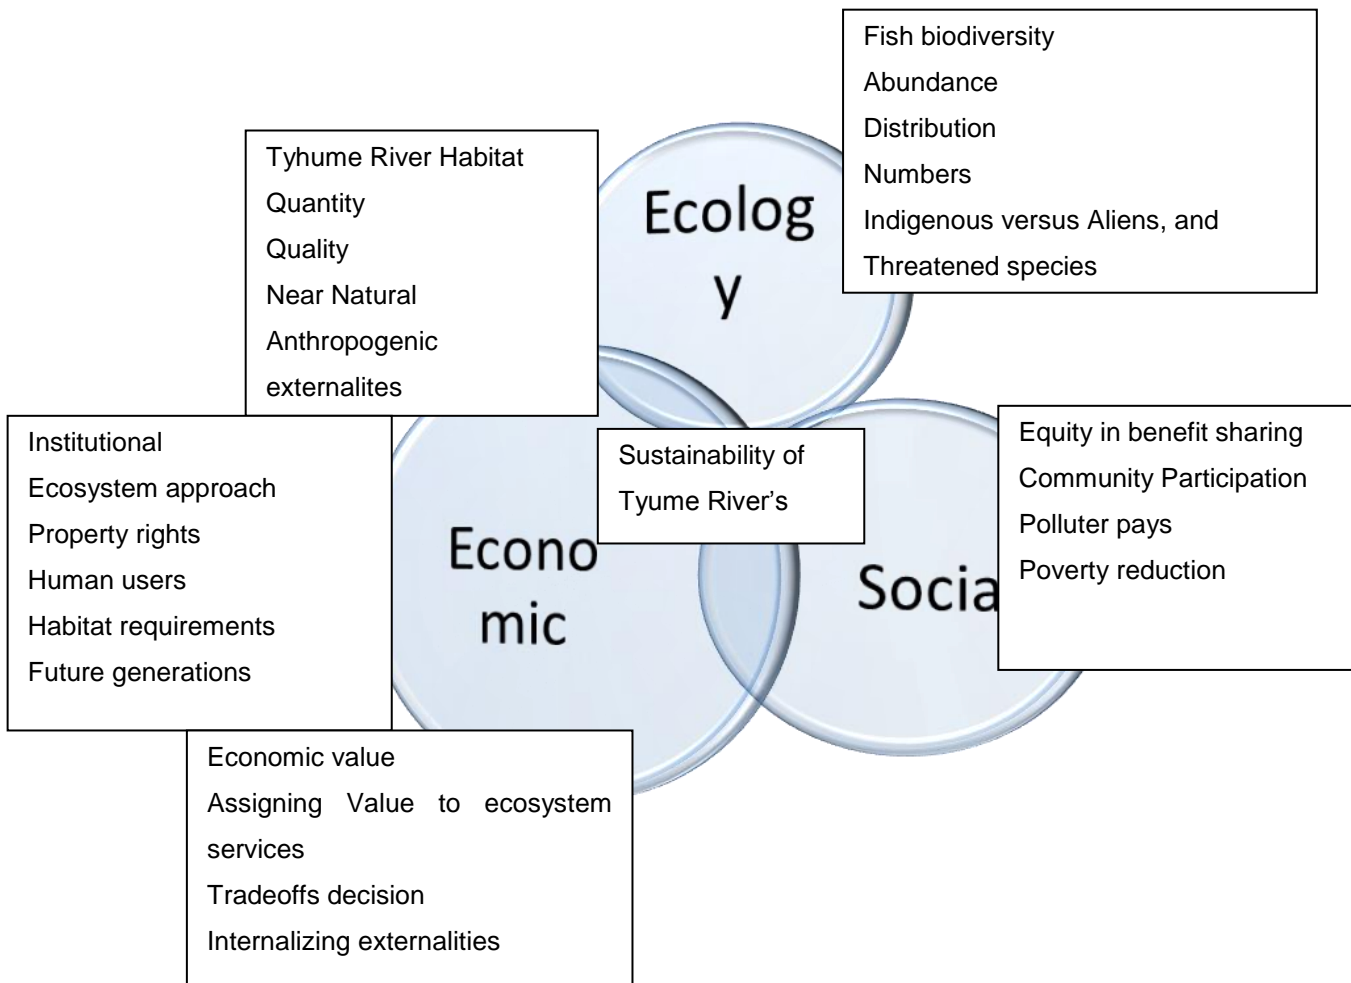 Fish biodiversity
Abundance
Distribution
Numbers
Indigenous versus Aliens, and
Threatened species
Tyhume River Habitat
Quantity
Quality
Near Natural
Anthropogenic
externalites
Ecolog
y
Institutional
Ecosystem approach
Property rights
Human users
Habitat requirements
Future generations
Sustainability of
Tyume River’s
Econo
mic
Socia
Equity in benefit sharing
Community Participation
Polluter pays
Poverty reduction
Economic value
Assigning Value to ecosystem
services
Tradeoffs decision
Internalizing externalities